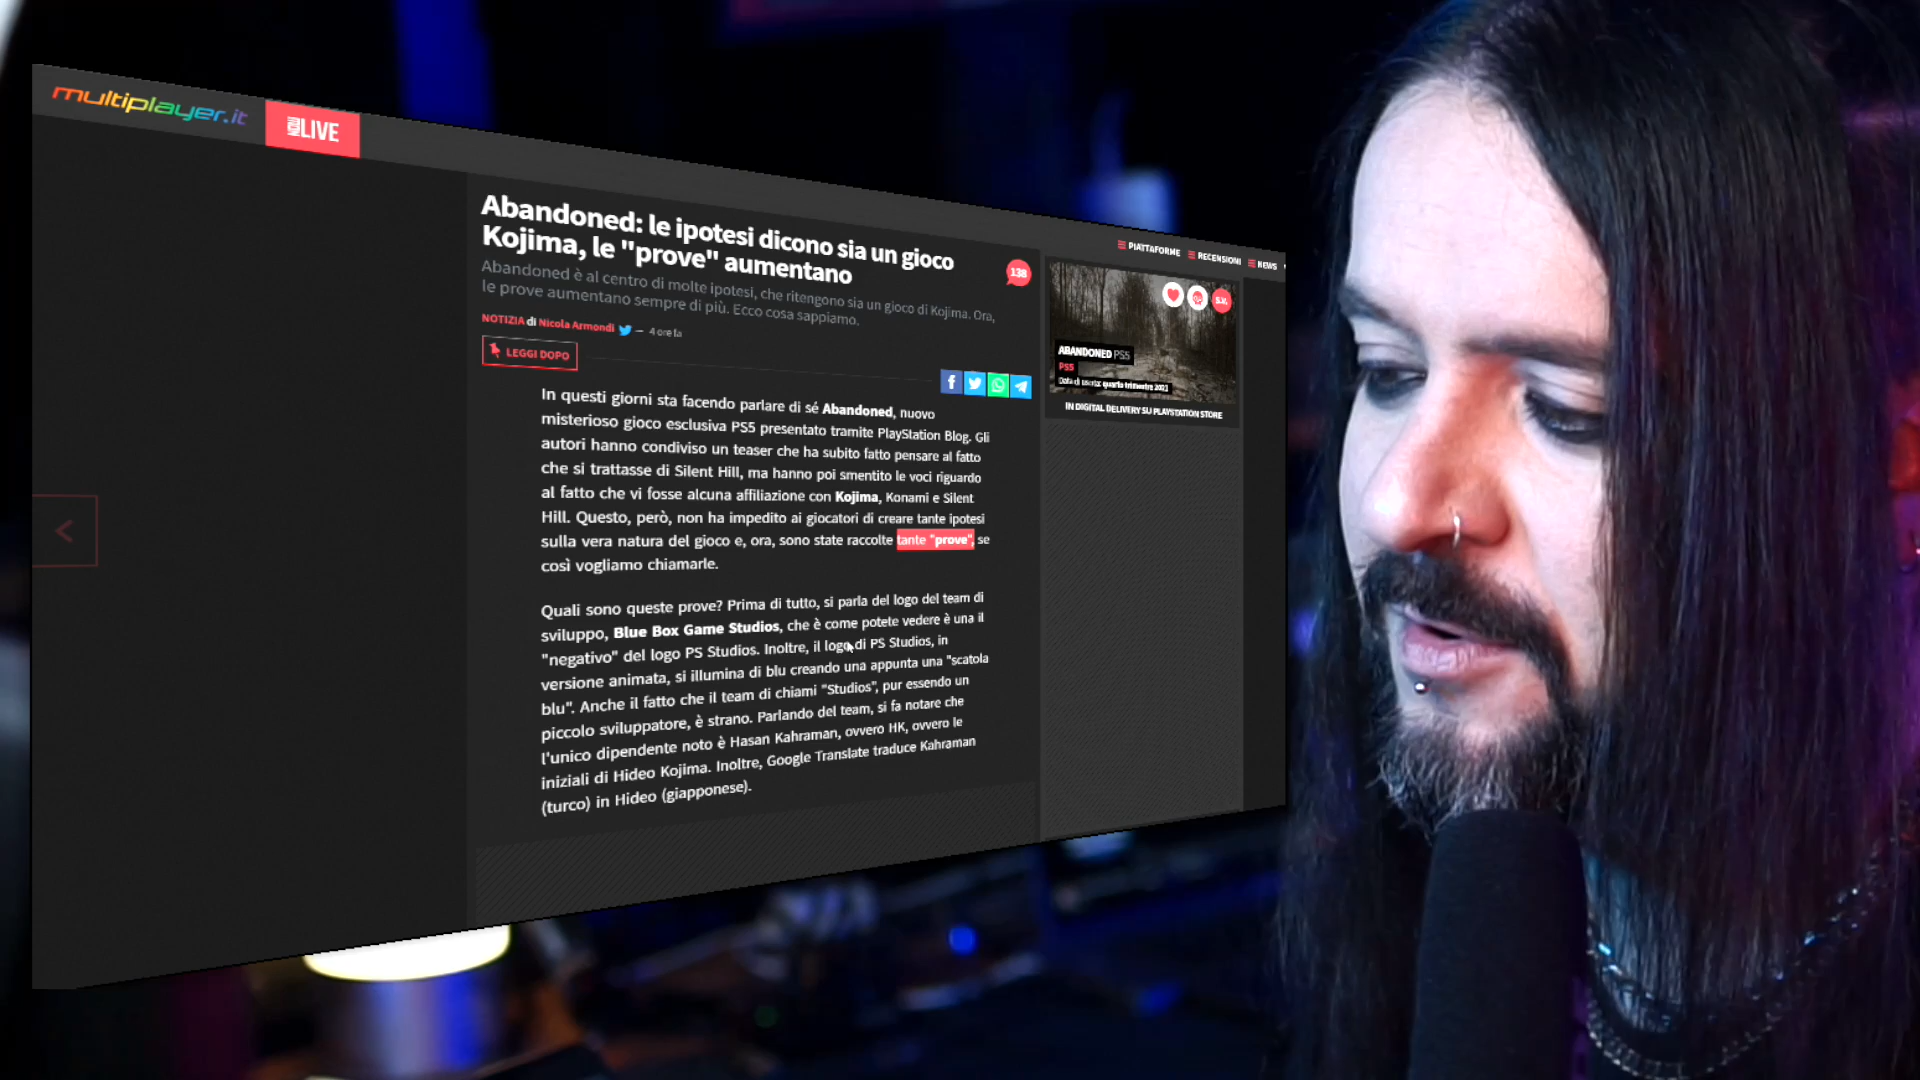 multiplayer.it
NOW LIVE
PIATTAFORME
RECENSIONI
NEWS
Abandoned: le ipotesi dicono sia un gioco
Kojima, le "prove" aumentano
138
Abandoned è al centro di molte ipotesi, che ritengono sia un gioco di Kojima. Ora,
le prove aumentano sempre di più. Ecco cosa sappiamo.
NOTIZIA di Nicola Armondi — 4 ore fa
LEGGI DOPO
In questi giorni sta facendo parlare di sé Abandoned, nuovo
misterioso gioco esclusiva PS5 presentato tramite PlayStation Blog. Gli
autori hanno condiviso un teaser che ha subito fatto pensare al fatto
che si trattasse di Silent Hill, ma hanno poi smentito le voci riguardo
al fatto che vi fosse alcuna affiliazione con Kojima, Konami e Silent
Hill. Questo, però, non ha impedito ai giocatori di creare tante ipotesi
sulla vera natura del gioco e, ora, sono state raccolte tante "prove", se
così vogliamo chiamarle.
Quali sono queste prove? Prima di tutto, si parla del logo del team di
sviluppo, Blue Box Game Studios, che è come potete vedere è una il
"negativo" del logo PS Studios. Inoltre, il logo di PS Studios, in
versione animata, si illumina di blu creando una appunta una "scatola
blu". Anche il fatto che il team di chiami "Studios", pur essendo un
piccolo sviluppatore, è strano. Parlando del team, si fa notare che
l'unico dipendente noto è Hasan Kahraman, ovvero HK, ovvero le
iniziali di Hideo Kojima. Inoltre, Google Translate traduce Kahraman
(turco) in Hideo (giapponese).
S.V.
ABANDONED PS5
PS5
Data di uscita: quarto trimestre 2021
IN DIGITAL DELIVERY SU PLAYSTATION STORE